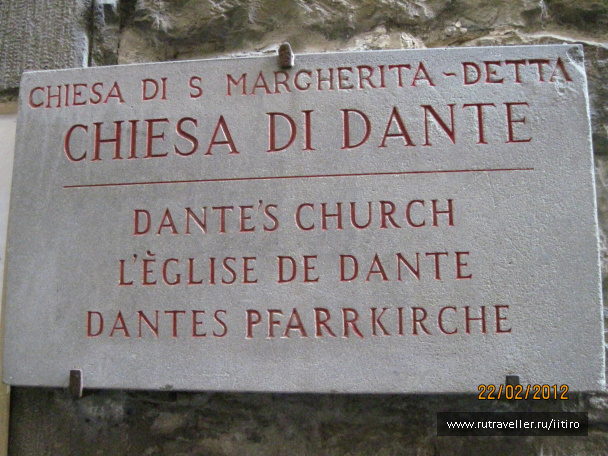 CHIESA DI S MARGHERITA-DETTA
CHIESA DI DANTE
DANTE'S CHURCH
L'ÈGLISE DE DANTE
DANTES PFARRKIRCHE
22/02/2012
www.rutraveller.ru/iitiro